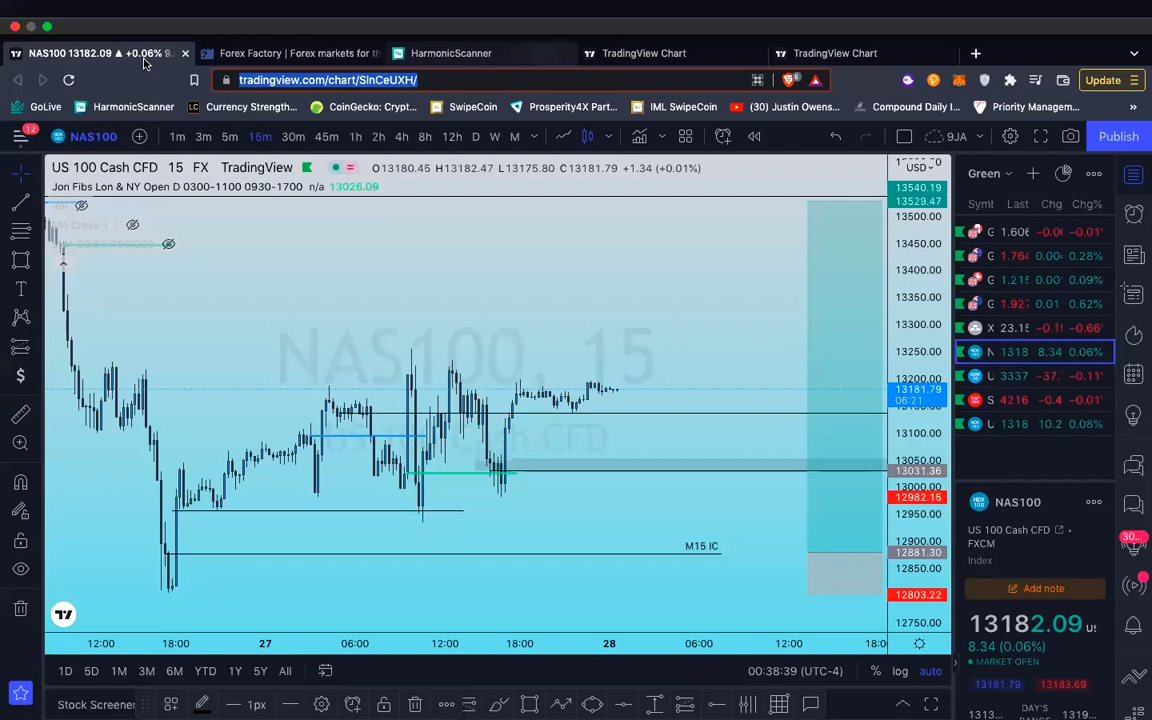 NAS100 13182.09 ▲ +0.06% 9
Forex Factory | Forex markets for th
HarmonicScanner
TradingView Chart
TradingView Chart
tradingview.com/chart/SlnCeUXH/
6
Update
GoLive
HarmonicScanner
Currency Strength...
CoinGecko: Crypt...
SwipeCoin
Prosperity4X Part...
IML SwipeCoin
(30) Justin Owens...
Compound Daily I...
Priority Managem...
»
12
NAS100
1m 3m 5m 15m 30m 45m 1h 2h 4h 8h 12h D W M
9JA
Publish
US 100 Cash CFD 15 FX TradingView
O13180.45 H13182.47 L13175.80 C13181.79 +1.34 (+0.01%)
Jon Fibs Lon & NY Open D 0300-1100 0930-1700 n/a 13026.09
USD
13540.19
13529.47
13500.00
13450.00
13400.00
13350.00
13300.00
13250.00
13200.00
13181.79
06:21
13100.00
13050.00
13031.36
13000.00
12982.15
12950.00
12900.00
12881.30
12850.00
12803.22
12750.00
NAS100, 15
US 100 Cash CFD
M15 IC
12:00 18:00 27 06:00 12:00 18:00 28 06:00 12:00 18:0
1D 5D 1M 3M 6M YTD 1Y 5Y All
00:38:39 (UTC-4)
% log auto
Stock Screener
1px
Green
Symb Last Chg Chg%
G 1.606 -0.01%
G 1.764 0.004 0.28%
G 1.215 0.09%
G 1.927 0.01 0.62%
X 23.15 -0.66%
N 1318 8.34 0.06%
U 3337 -37. -0.11%
S 4216 -0.4 -0.01%
U 1318 10.2 0.08%
NAS100
US 100 Cash CFD
FXCM
Index
Add note
13182.09
8.34 (0.06%)
MARKET OPEN
13181.79 13183.69
DAY'S
30